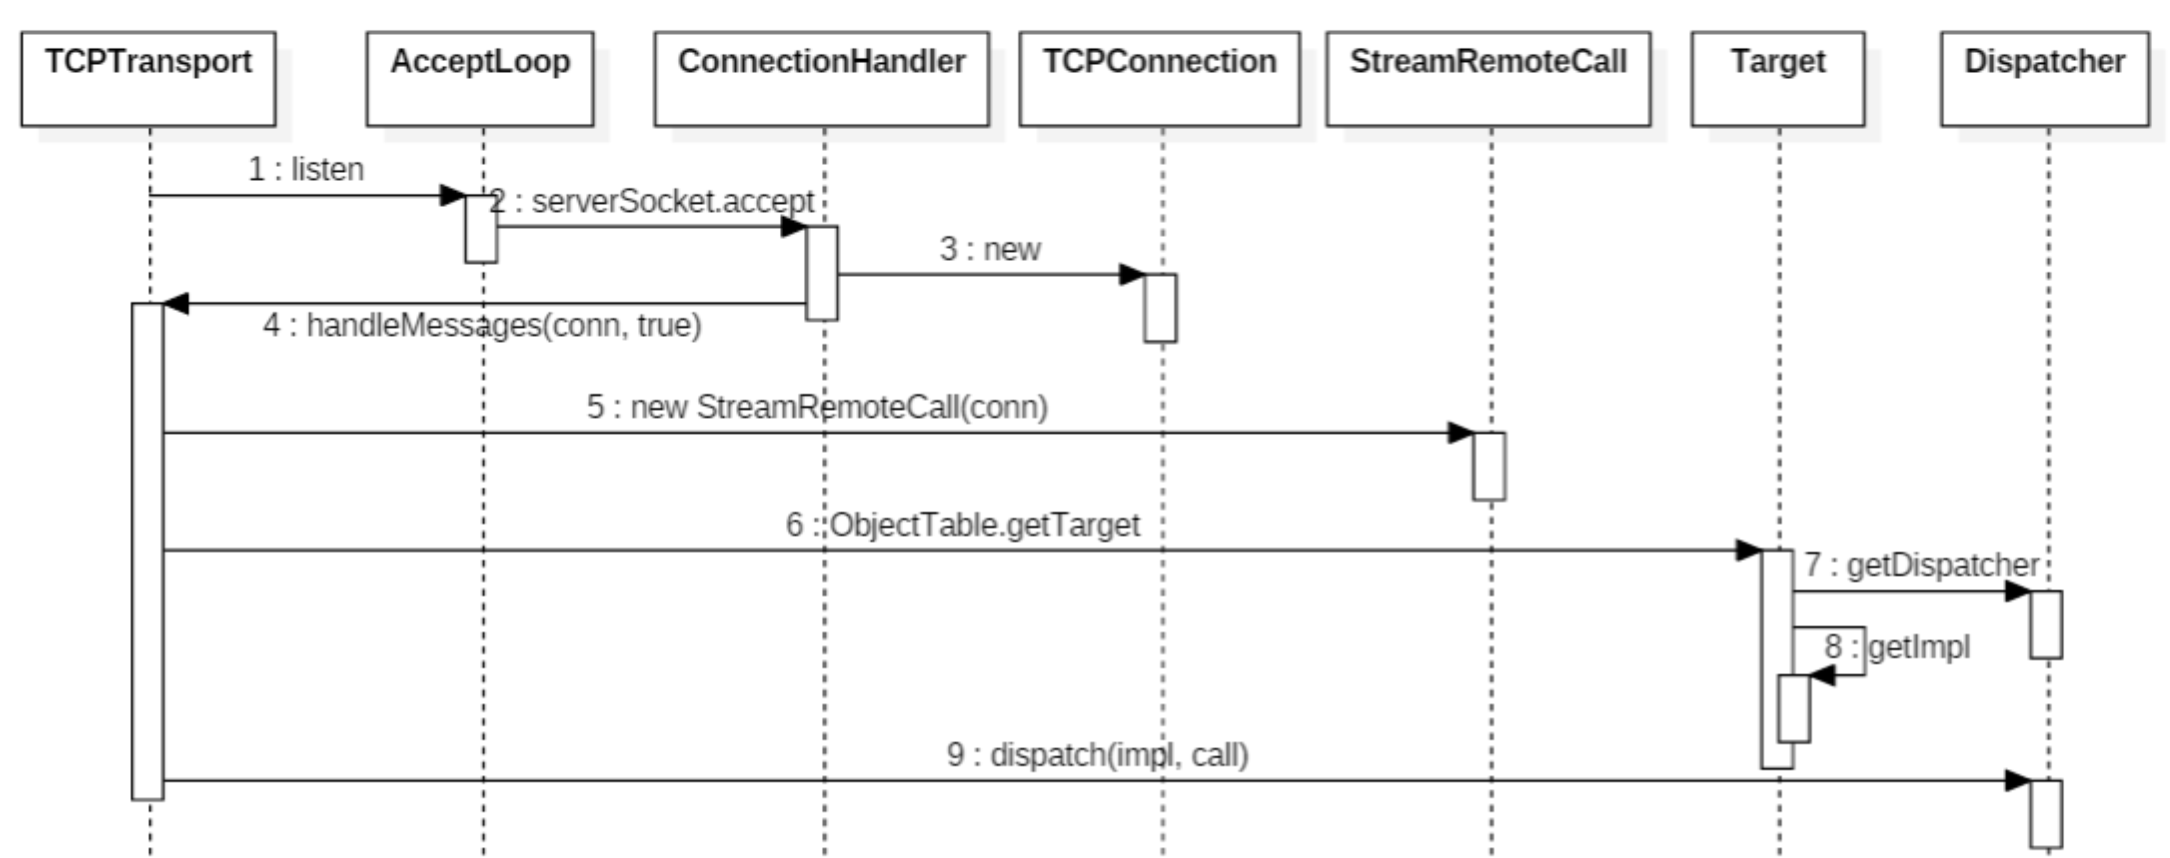 TCPTransport
AcceptLoop
ConnectionHandler
TCPConnection
StreamRemoteCall
Target
Dispatcher
1 : listen
2 : serverSocket.accept
3 : new
4 : handleMessages(conn, true)
5 : new StreamRemoteCall(conn)
6 : ObjectTable.getTarget
7 : getDispatcher
8 : getImpl
9 : dispatch(impl, call)